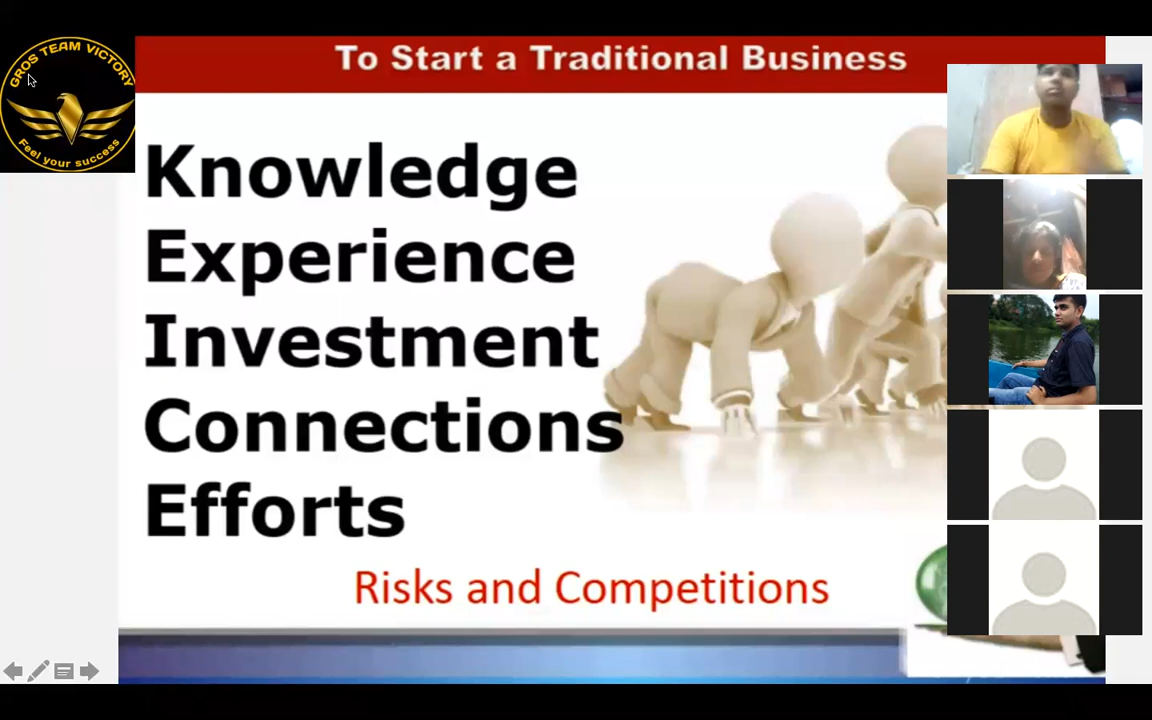 GROS TEAM VICTORY
Feel your success
To Start a Traditional Business
Knowledge
Experience
Investment
Connections
Efforts
Risks and Competitions